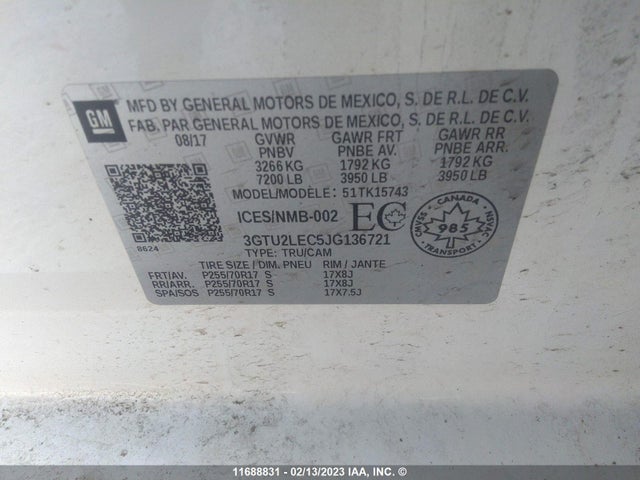 GM
MFD BY GENERAL MOTORS DE MEXICO, S. DE R.L. DE C.V.
FAB. PAR GENERAL MOTORS DE MEXICO, S. DE R.L. DE C.V.
08/17 GVWR GAWR FRT GAWR RR
PNBV PNBE AV. PNBE ARR.
3266 KG 1792 KG 1792 KG
7200 LB 3950 LB 3950 LB
MODEL/MODÈLE: 51TK15743
ICES/NMB-002 EC
CANADA
985
SVNM/NSVAC
3GTU2LEC5JG136721
8624
TYPE: TRU/CAM
TIRE SIZE / DIM. PNEU RIM / JANTE
FRT/AV. P255/70R17 S 17X8J
RR/ARR. P255/70R17 S 17X8J
SPA/SOS P255/70R17 S 17X7.5J
11688831 - 02/13/2023 IAA, INC. ©